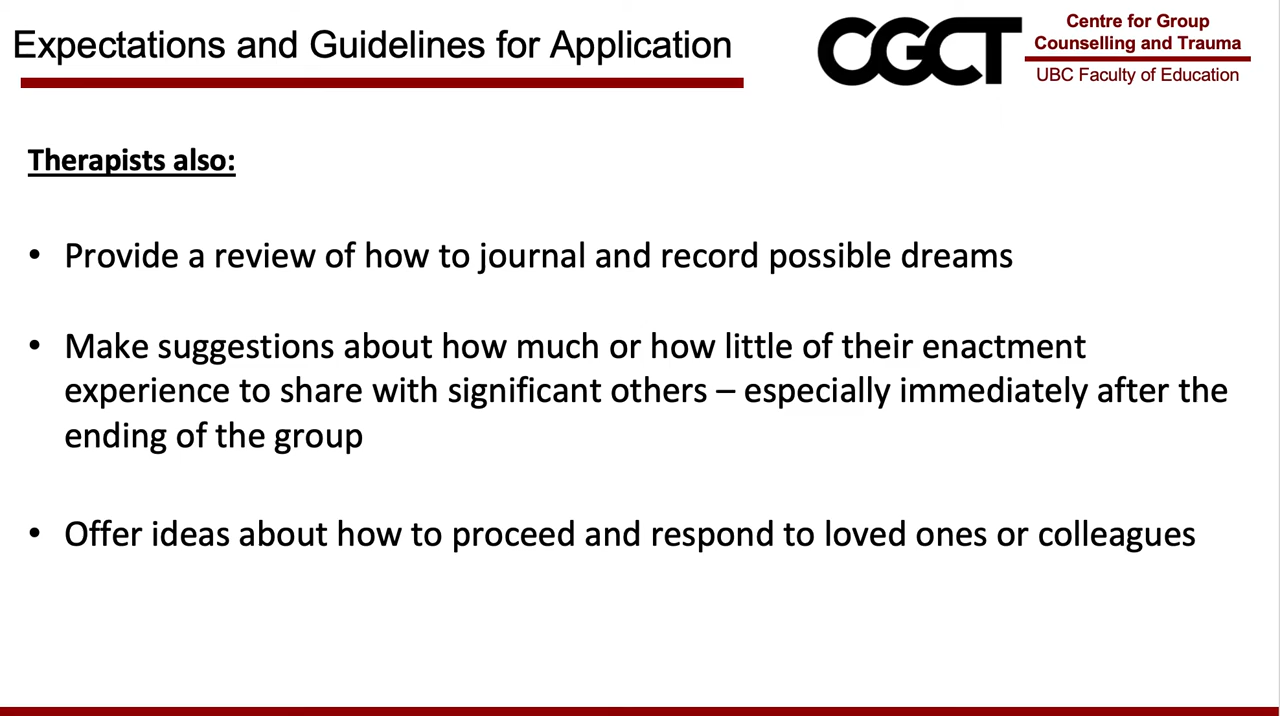 Expectations and Guidelines for Application
CGCT
Centre for Group
Counselling and Trauma
UBC Faculty of Education
Therapists also:
• Provide a review of how to journal and record possible dreams
• Make suggestions about how much or how little of their enactment
experience to share with significant others – especially immediately after the
ending of the group
• Offer ideas about how to proceed and respond to loved ones or colleagues